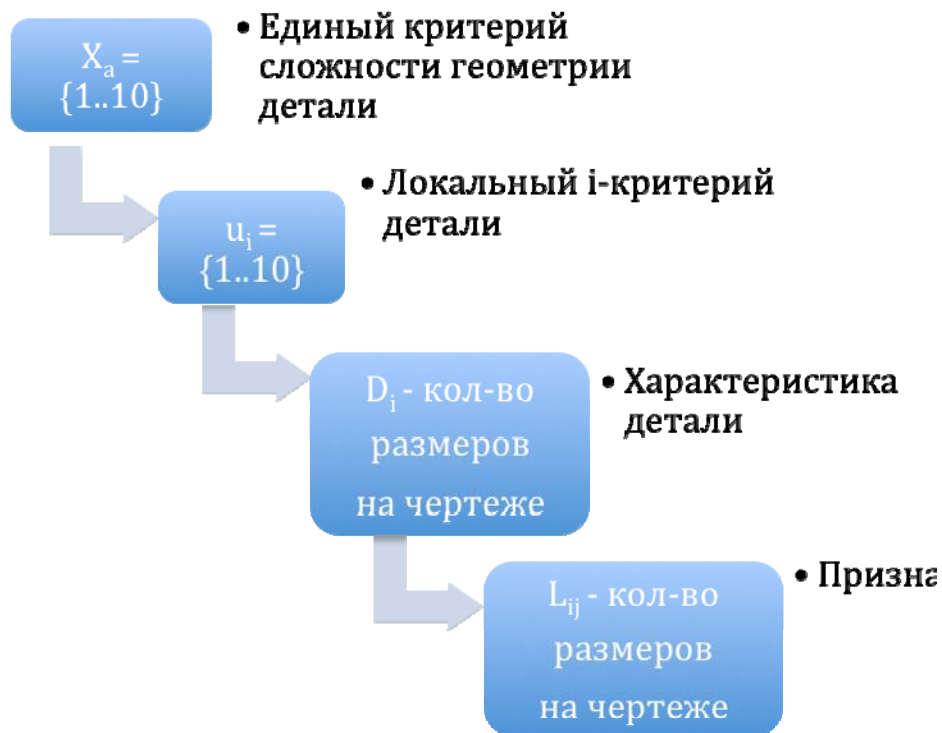 Xa =
{1..10}
• Единый критерий
сложности геометрии
детали
ui =
{1..10}
• Локальный i-критерий
детали
Di - кол-во
размеров
на чертеже
• Характеристика
детали
Lij - кол-во
размеров
на чертеже
• Призна